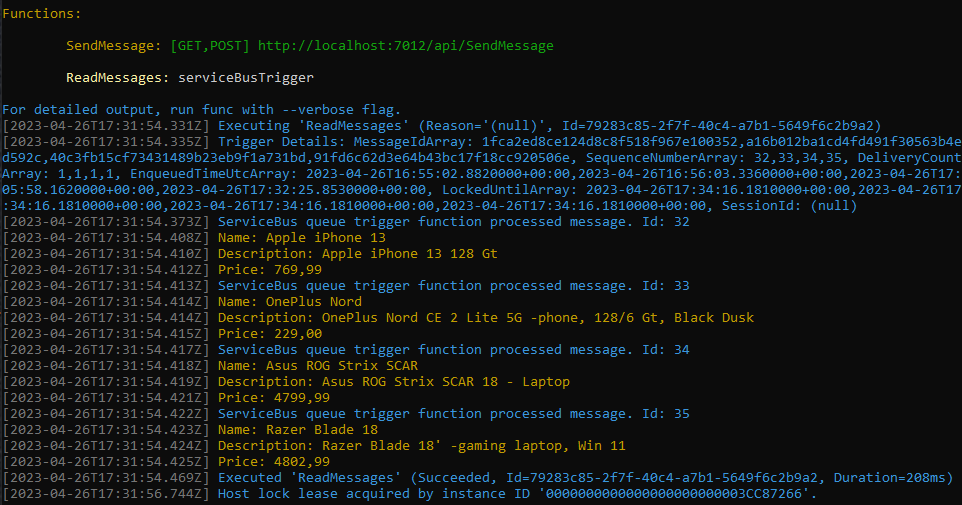 Functions:
SendMessage: [GET,POST] http://localhost:7012/api/SendMessage
ReadMessages: serviceBusTrigger
For detailed output, run func with --verbose flag.
[2023-04-26T17:31:54.331Z] Executing 'ReadMessages' (Reason='(null)', Id=79283c85-2f7f-40c4-a7b1-5649f6c2b9a2)
[2023-04-26T17:31:54.335Z] Trigger Details: MessageIdArray: 1fca2ed8ce124d8c8f518f967e100352,a16b012ba1cd4fd491f30563b4e
d592c,40c3fb15cf73431489b23eb9f1a731bd,91fd6c62d3e64b43bc17f18cc920506e, SequenceNumberArray: 32,33,34,35, DeliveryCount
Array: 1,1,1,1, EnqueuedTimeUtcArray: 2023-04-26T16:55:02.8820000+00:00,2023-04-26T16:56:03.3360000+00:00,2023-04-26T17:
05:58.1620000+00:00,2023-04-26T17:32:25.8530000+00:00, LockedUntilArray: 2023-04-26T17:34:16.1810000+00:00,2023-04-26T17
:34:16.1810000+00:00,2023-04-26T17:34:16.1810000+00:00,2023-04-26T17:34:16.1810000+00:00, SessionId: (null)
[2023-04-26T17:31:54.373Z] ServiceBus queue trigger function processed message. Id: 32
[2023-04-26T17:31:54.408Z] Name: Apple iPhone 13
[2023-04-26T17:31:54.410Z] Description: Apple iPhone 13 128 Gt
[2023-04-26T17:31:54.412Z] Price: 769,99
[2023-04-26T17:31:54.413Z] ServiceBus queue trigger function processed message. Id: 33
[2023-04-26T17:31:54.414Z] Name: OnePlus Nord
[2023-04-26T17:31:54.414Z] Description: OnePlus Nord CE 2 Lite 5G -phone, 128/6 Gt, Black Dusk
[2023-04-26T17:31:54.415Z] Price: 229,00
[2023-04-26T17:31:54.417Z] ServiceBus queue trigger function processed message. Id: 34
[2023-04-26T17:31:54.418Z] Name: Asus ROG Strix SCAR
[2023-04-26T17:31:54.419Z] Description: Asus ROG Strix SCAR 18 - Laptop
[2023-04-26T17:31:54.421Z] Price: 4799,99
[2023-04-26T17:31:54.422Z] ServiceBus queue trigger function processed message. Id: 35
[2023-04-26T17:31:54.423Z] Name: Razer Blade 18
[2023-04-26T17:31:54.424Z] Description: Razer Blade 18' -gaming laptop, Win 11
[2023-04-26T17:31:54.425Z] Price: 4802,99
[2023-04-26T17:31:54.469Z] Executed 'ReadMessages' (Succeeded, Id=79283c85-2f7f-40c4-a7b1-5649f6c2b9a2, Duration=208ms)
[2023-04-26T17:31:56.744Z] Host lock lease acquired by instance ID '0000000000000000000000003CC87266'.